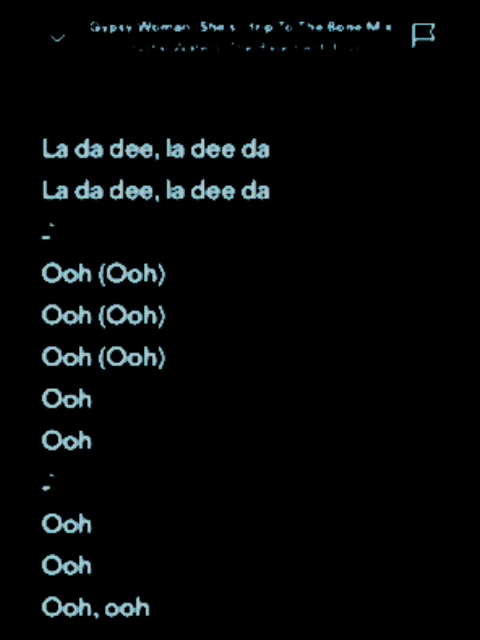 Gypsy Woman She's Strip To The Bone Mix
La da dee, la dee da
La da dee, la dee da
Ooh (Ooh)
Ooh (Ooh)
Ooh (Ooh)
Ooh
Ooh
Ooh
Ooh
Ooh, ooh